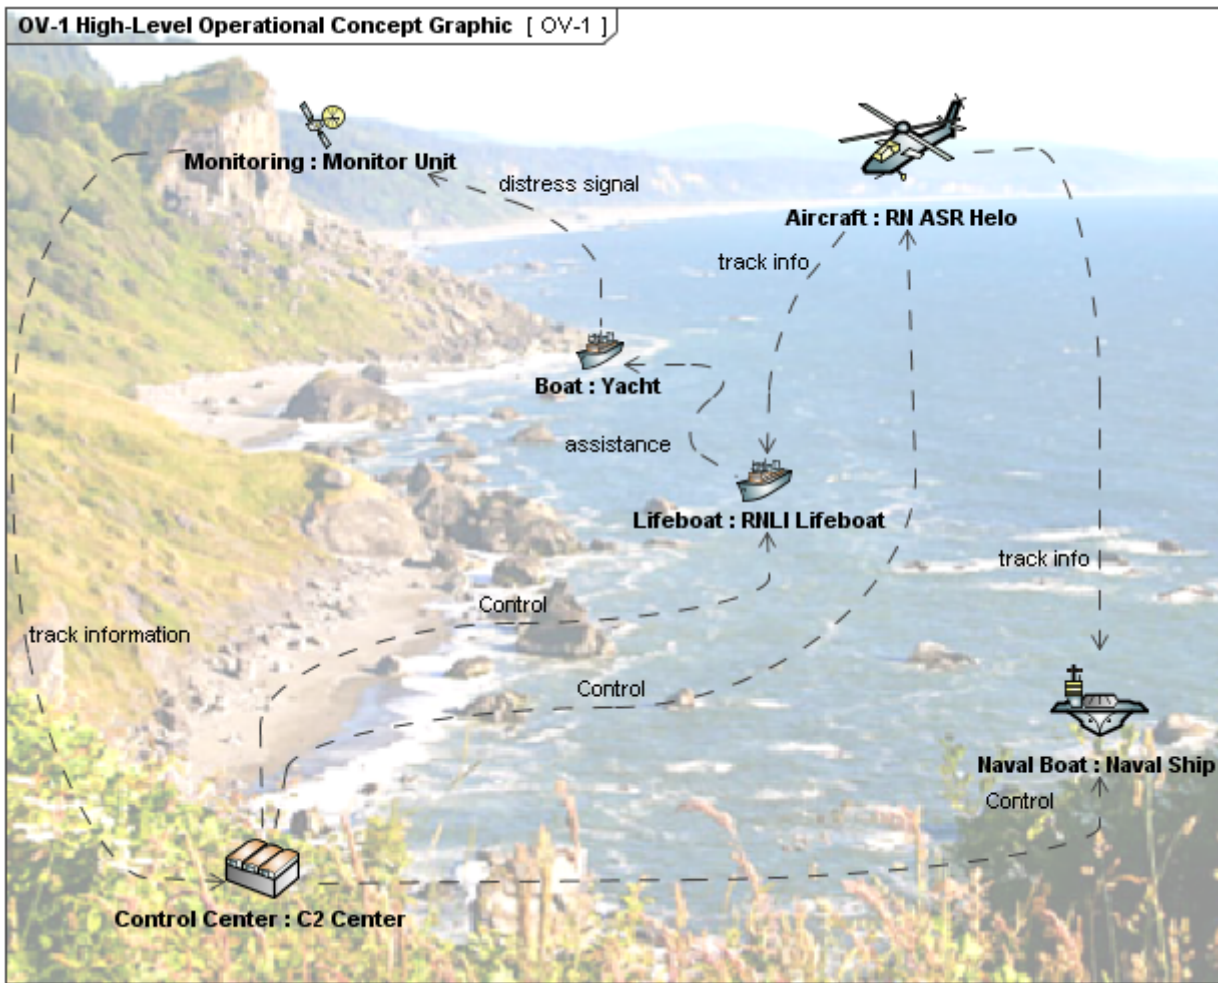 OV-1 High-Level Operational Concept Graphic [ OV-1 ]
Monitoring : Monitor Unit
distress signal
Aircraft : RN ASR Helo
track info
Boat : Yacht
assistance
Lifeboat : RNLI Lifeboat
track info
Control
track information
Control
Naval Boat : Naval Ship
Control
Control Center : C2 Center